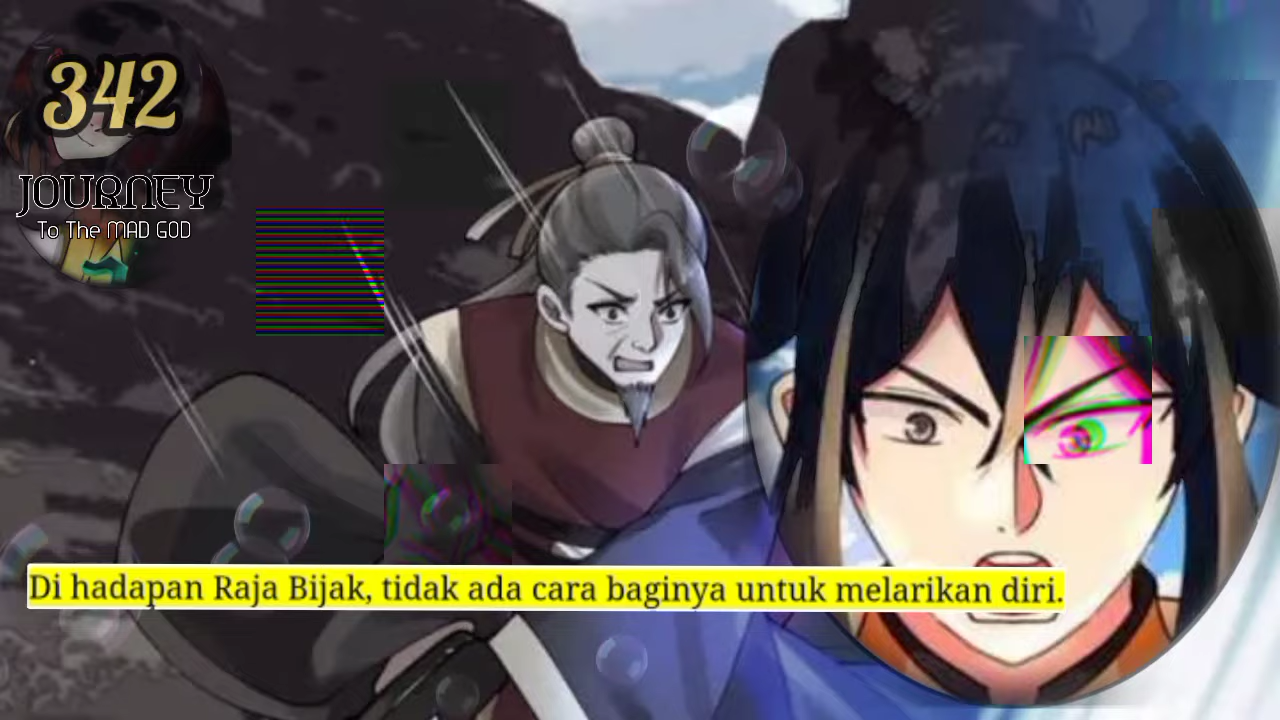 342
JOURNEY
To The MAD GOD
Di hadapan Raja Bijak, tidak ada cara baginya untuk melarikan diri.